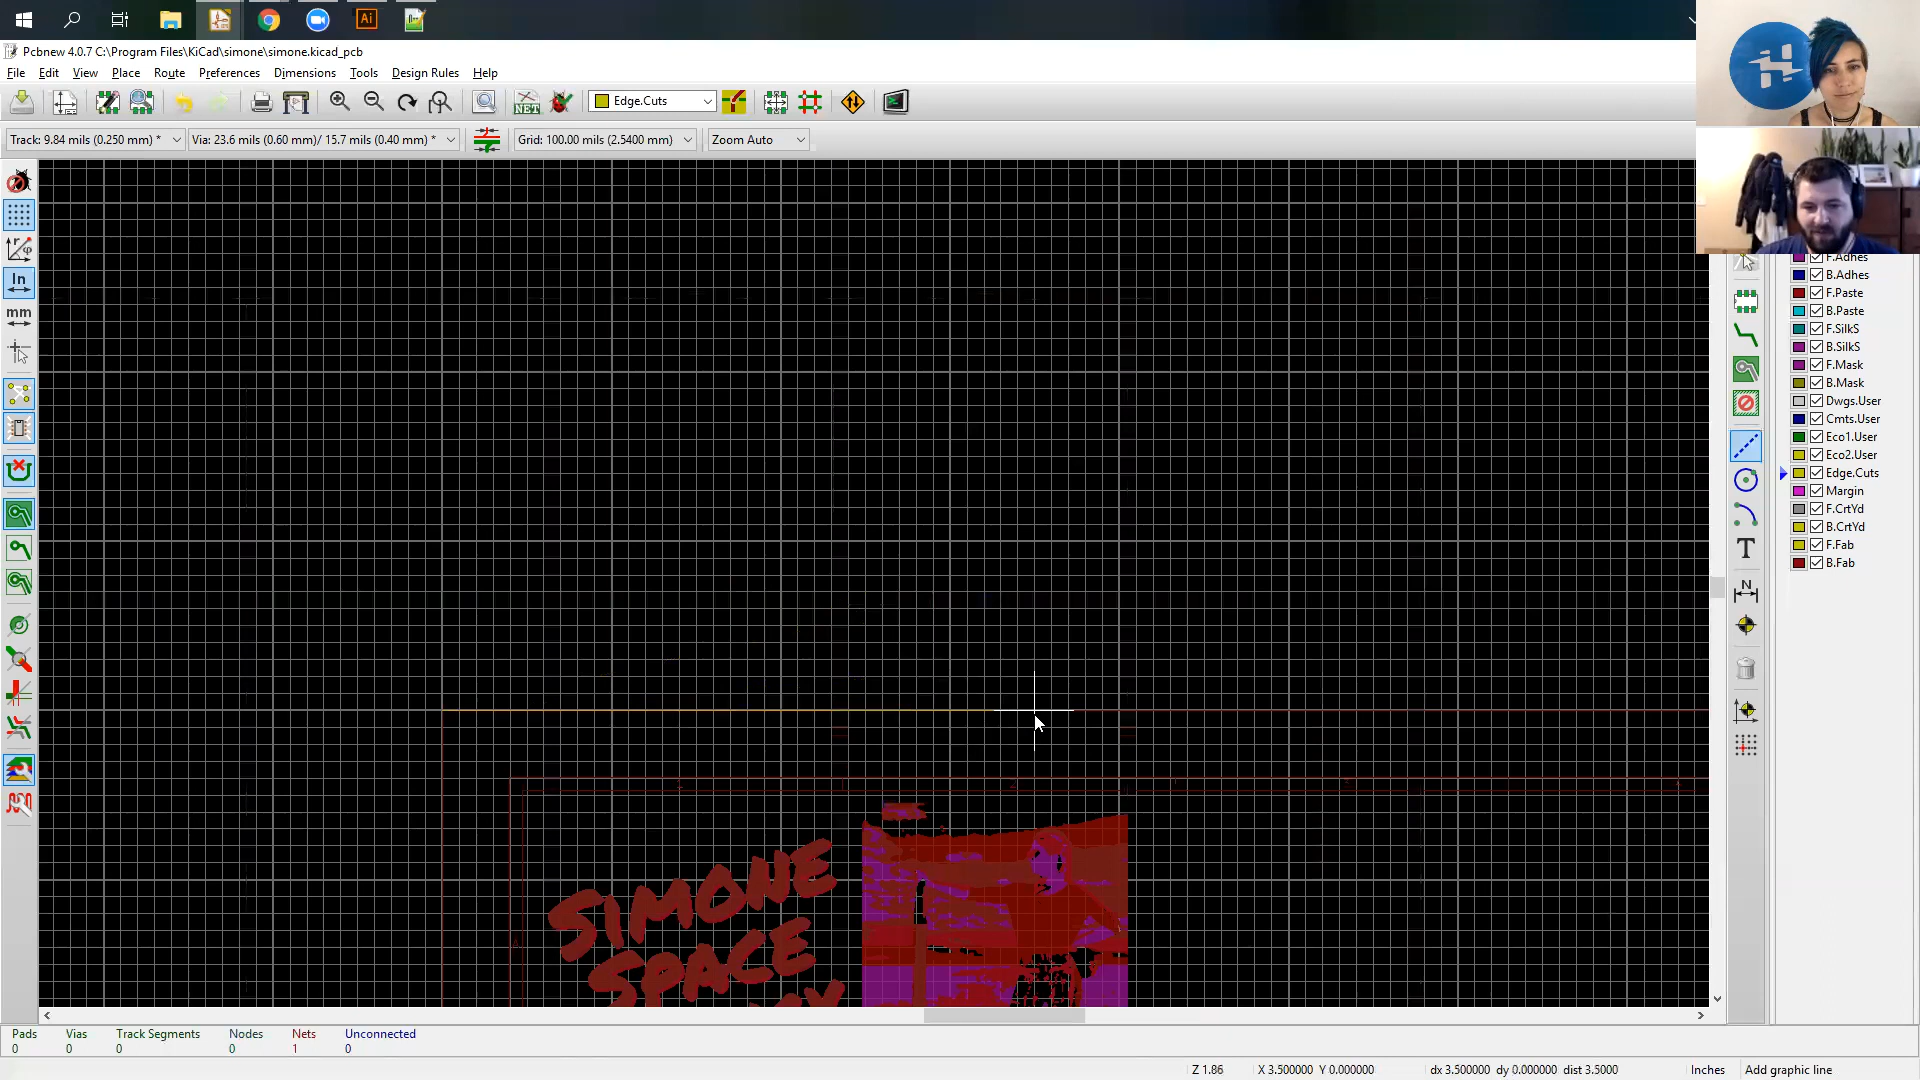 Ai
Pcbnew 4.0.7 C:\Program Files\KiCad\simone\simone.kicad_pcb
File Edit View Place Route Preferences Dimensions Tools Design Rules Help
NET
Edge.Cuts
Track: 9.84 mils (0.250 mm) *
Via: 23.6 mils (0.60 mm)/ 15.7 mils (0.40 mm) *
Grid: 100.00 mils (2.5400 mm)
Zoom Auto
In
mm
F.Adhes
B.Adhes
F.Paste
B.Paste
F.SilkS
B.SilkS
F.Mask
B.Mask
Dwgs.User
Cmts.User
Eco1.User
Eco2.User
Edge.Cuts
Margin
F.CrtYd
B.CrtYd
F.Fab
B.Fab
T
N
SIMONE
SPACE
Pads Vias Track Segments Nodes Nets Unconnected
0 0 0 0 1 0
Z 1.86 X 3.500000 Y 0.000000 dx 3.500000 dy 0.000000 dist 3.5000 Inches Add graphic line